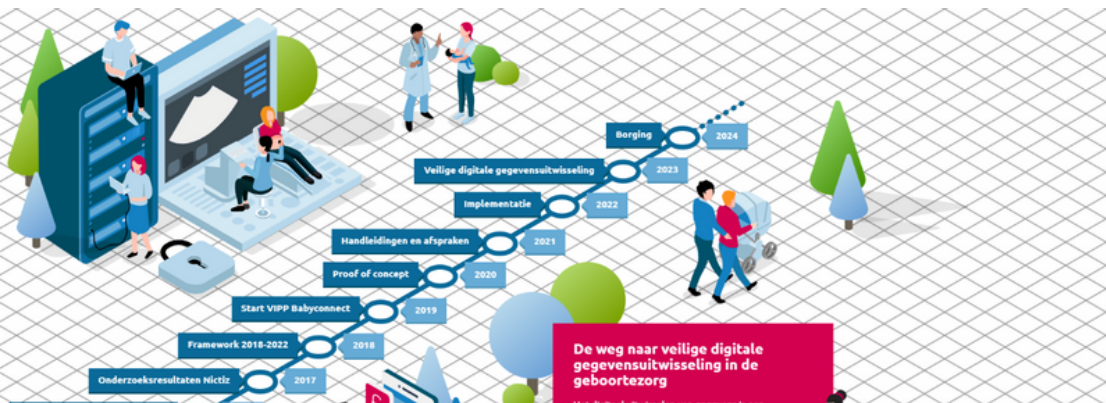 Borging 2024
Veilige digitale gegevensuitwisseling 2023
Implementatie 2022
Handleidingen en afspraken 2021
Proof of concept 2020
Start VIPP Babyconnect 2019
Framework 2018-2022 2018
Onderzoeksresultaten Nictiz 2017
De weg naar veilige digitale
gegevensuitwisseling in de
geboortezorg